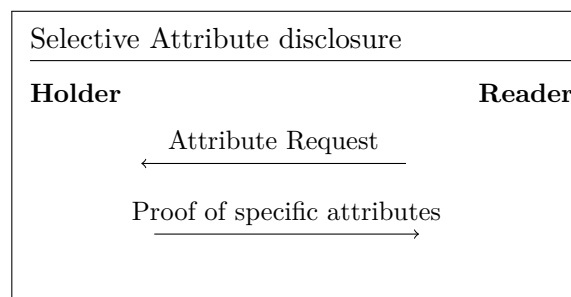 Selective Attribute disclosure
Holder Reader
Attribute Request
Proof of specific attributes